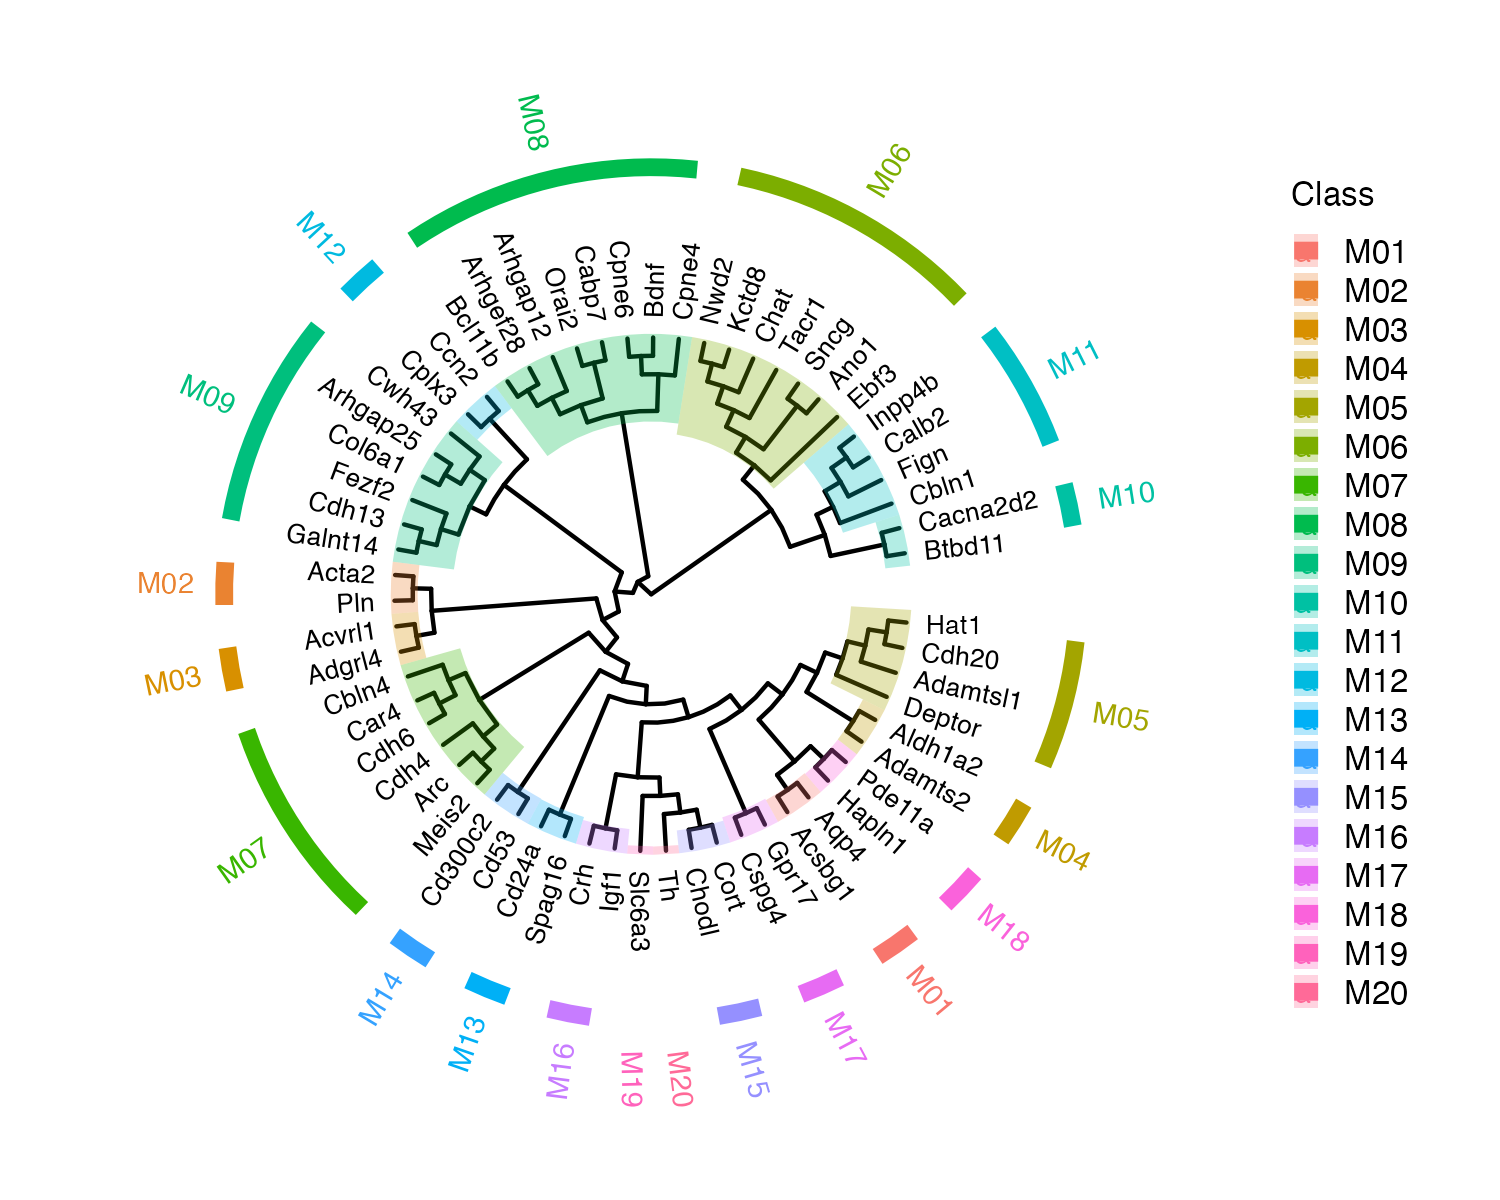 M08
M06
M12
M11
M09
M10
M02
M03
M05
M07
M04
M18
M14
M01
M13
M17
M16
M19
M20
M15
Cwh43
Cplx3
Ccn2
Bcl11b
Arhgef28
Arhgap12
Orai2
Cabp7
Cpne6
Bdnf
Cpne4
Nwd2
Kctd8
Chat
Tacr1
Sncg
Ano1
Ebf3
Inpp4b
Calb2
Fign
Cbln1
Cacna2d2
Btbd11
Hat1
Cdh20
Adamtsl1
Deptor
Aldh1a2
Adamts2
Pde11a
Hapln1
Aqp4
Acsbg1
Gpr17
Cspg4
Cort
Chodl
Th
Slc6a3
Igf1
Crh
Spag16
Cd24a
Cd53
Cd300c2
Meis2
Arc
Cdh4
Cdh6
Car4
Cbln4
Adgrl4
Acvrl1
Pln
Acta2
Galnt14
Cdh13
Fezf2
Col6a1
Arhgap25
Class
M01
M02
M03
M04
M05
M06
M07
M08
M09
M10
M11
M12
M13
M14
M15
M16
M17
M18
M19
M20